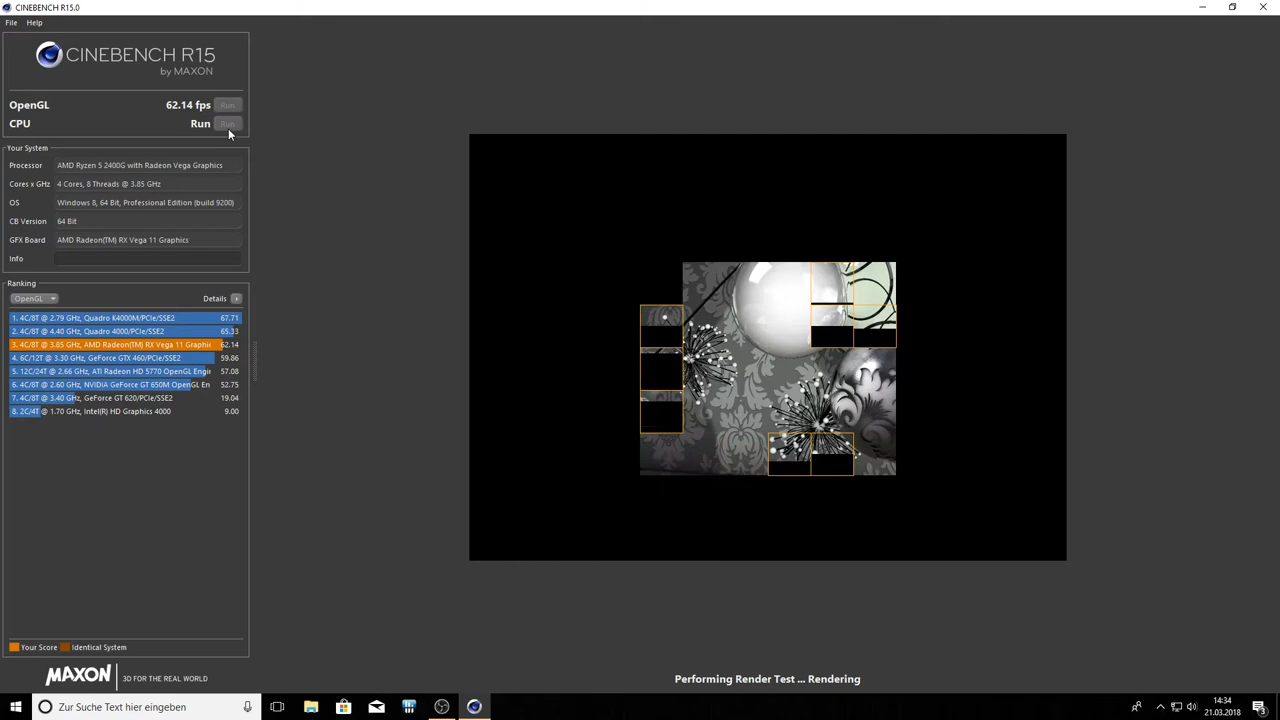 CINEBENCH R15.0
File Help
CINEBENCH R15
by MAXON
OpenGL 62.14 fps Run
CPU Run Run
Your System
Processor AMD Ryzen 5 2400G with Radeon Vega Graphics
Cores x GHz 4 Cores, 8 Threads @ 3.85 GHz
OS Windows 8, 64 Bit, Professional Edition (build 9200)
CB Version 64 Bit
GFX Board AMD Radeon(TM) RX Vega 11 Graphics
Info
Ranking
OpenGL Details
1. 4C/8T @ 2.79 GHz, Quadro K4000M/PCIe/SSE2 67.71
2. 4C/8T @ 4.40 GHz, Quadro 4000/PCIe/SSE2 65.33
3. 4C/8T @ 3.85 GHz, AMD Radeon(TM) RX Vega 11 Graphi 62.14
4. 6C/12T @ 3.30 GHz, GeForce GTX 460/PCIe/SSE2 59.86
5. 12C/24T @ 2.66 GHz, ATI Radeon HD 5770 OpenGL Engi 57.08
6. 4C/8T @ 2.60 GHz, NVIDIA GeForce GT 650M OpenGL En 52.75
7. 4C/8T @ 3.40 GHz, GeForce GT 620/PCIe/SSE2 19.04
8. 2C/4T @ 1.70 GHz, Intel(R) HD Graphics 4000 9.00
Your Score Identical System
MAXON 3D FOR THE REAL WORLD
Performing Render Test ... Rendering
Zur Suche Text hier eingeben
14:34
21.03.2018
3